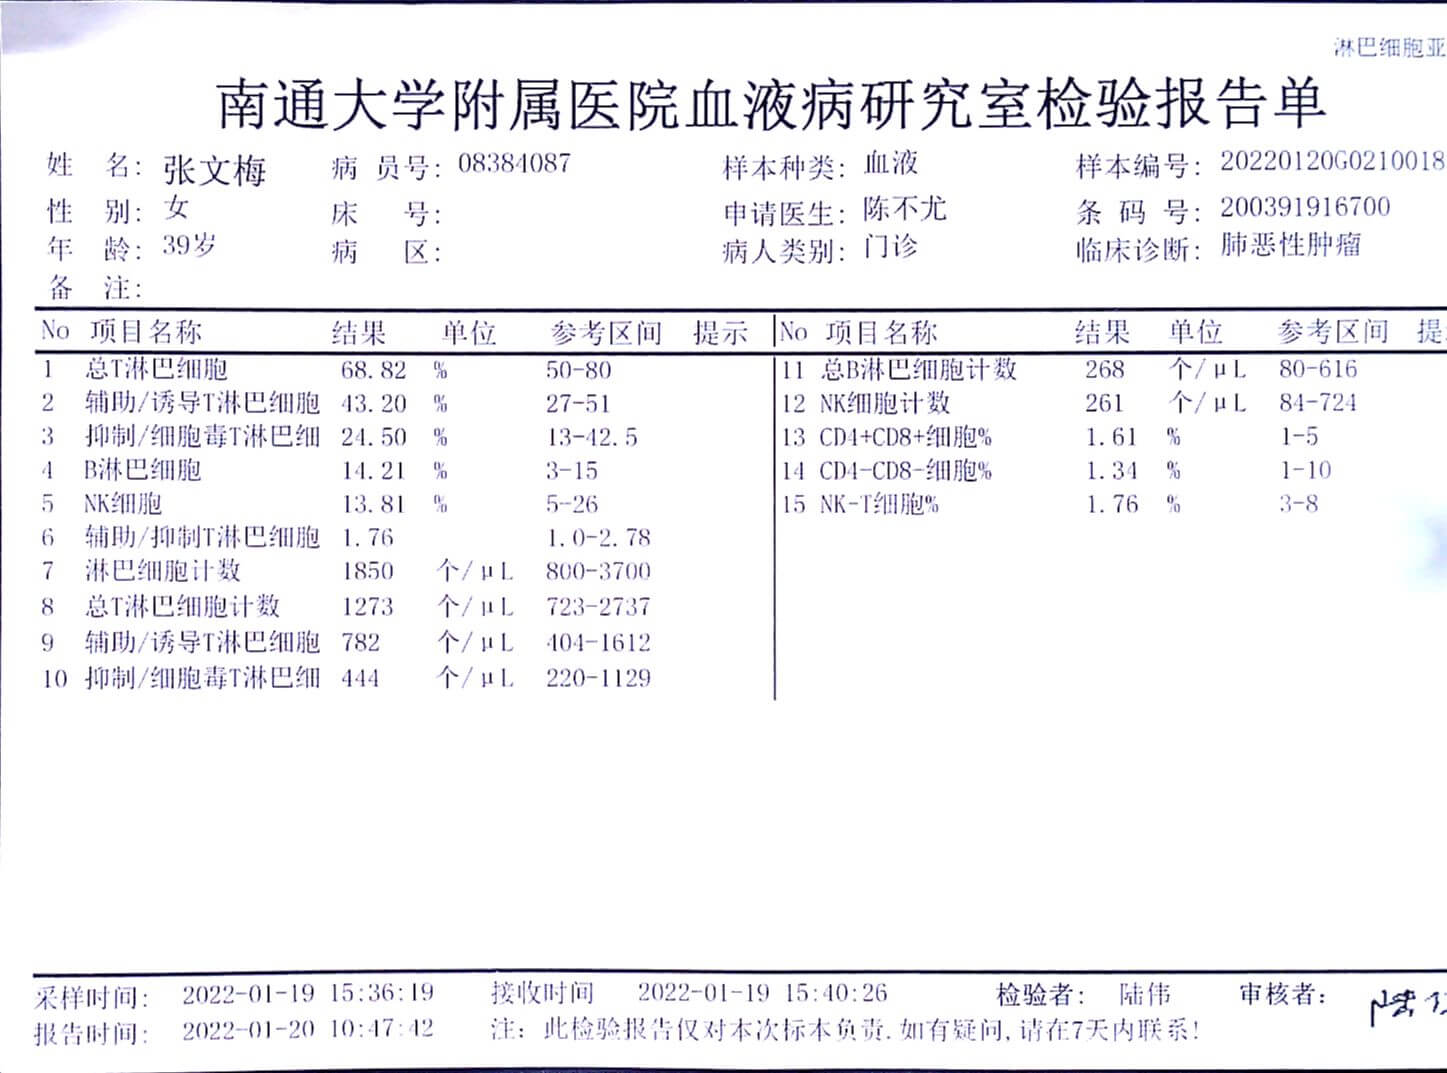 淋巴细胞亚
南通大学附属医院血液病研究室检验报告单
姓 名: 张文梅 病 员号: 08384087 样本种类: 血液 样本编号: 20220120G0210018
性 别: 女 床 号: 申请医生: 陈不尤 条 码 号: 200391916700
年 龄: 39岁 病 区: 病人类别: 门诊 临床诊断: 肺恶性肿瘤
备 注:
No 项目名称 结果 单位 参考区间 提示 No 项目名称 结果 单位 参考区间 提
1 总T淋巴细胞 68.82 % 50-80 11 总B淋巴细胞计数 268 个/μL 80-616
2 辅助/诱导T淋巴细胞 43.20 % 27-51 12 NK细胞计数 261 个/μL 84-724
3 抑制/细胞毒T淋巴细 24.50 % 13-42.5 13 CD4+CD8+细胞% 1.61 % 1-5
4 B淋巴细胞 14.21 % 3-15 14 CD4-CD8-细胞% 1.34 % 1-10
5 NK细胞 13.81 % 5-26 15 NK-T细胞% 1.76 % 3-8
6 辅助/抑制T淋巴细胞 1.76 1.0-2.78
7 淋巴细胞计数 1850 个/μL 800-3700
8 总T淋巴细胞计数 1273 个/μL 723-2737
9 辅助/诱导T淋巴细胞 782 个/μL 404-1612
10 抑制/细胞毒T淋巴细 444 个/μL 220-1129
采样时间: 2022-01-19 15:36:19 接收时间 2022-01-19 15:40:26 检验者: 陆伟 审核者:
报告时间: 2022-01-20 10:47:42 注: 此检验报告仅对本次标本负责.如有疑问,请在7天内联系!